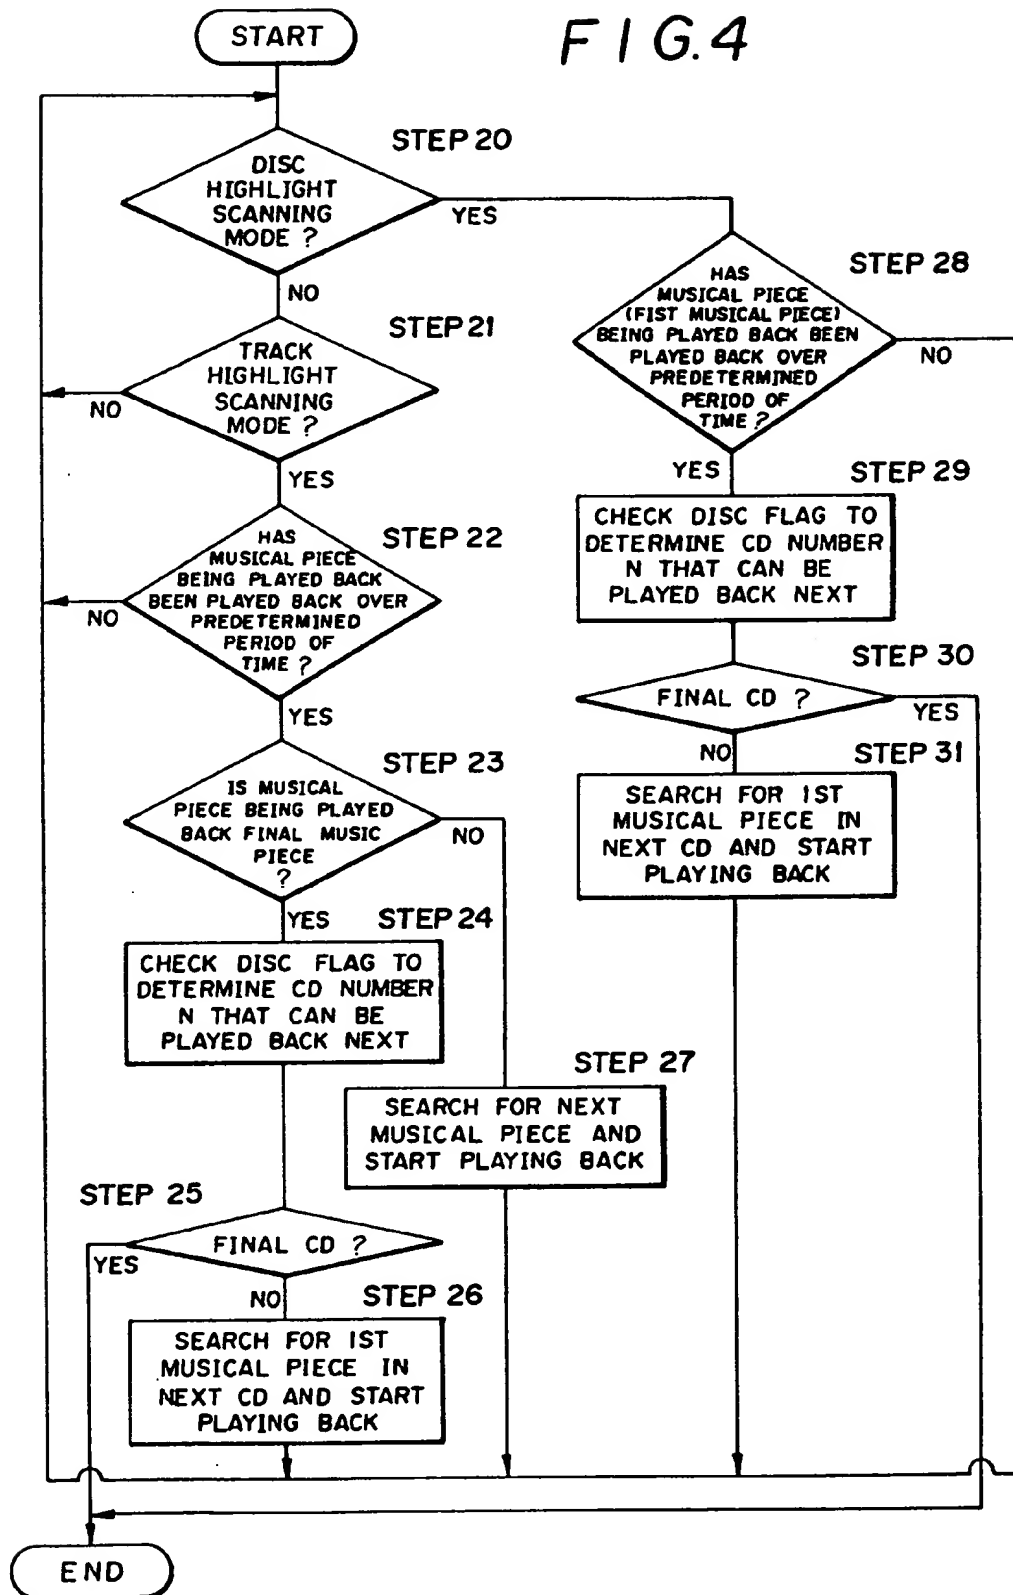 START
FIG.4
STEP 20
DISC
HIGHLIGHT
SCANNING
MODE ?
YES
NO
STEP 21
TRACK
HIGHLIGHT
SCANNING
MODE ?
NO
YES
STEP 22
HAS
MUSICAL PIECE
BEING PLAYED BACK
BEEN PLAYED BACK OVER
PREDETERMINED
PERIOD OF
TIME ?
NO
YES
STEP 23
IS MUSICAL
PIECE BEING PLAYED
BACK FINAL MUSIC
PIECE
?
NO
YES
STEP 24
CHECK DISC FLAG TO
DETERMINE CD NUMBER
N THAT CAN BE
PLAYED BACK NEXT
STEP 25
FINAL CD ?
YES
NO
STEP 26
SEARCH FOR 1ST
MUSICAL PIECE IN
NEXT CD AND START
PLAYING BACK
STEP 27
SEARCH FOR NEXT
MUSICAL PIECE AND
START PLAYING BACK
STEP 28
HAS
MUSICAL PIECE
(FIST MUSICAL PIECE)
BEING PLAYED BACK BEEN
PLAYED BACK OVER
PREDETERMINED
PERIOD OF
TIME ?
NO
YES
STEP 29
CHECK DISC FLAG TO
DETERMINE CD NUMBER
N THAT CAN BE
PLAYED BACK NEXT
STEP 30
FINAL CD ?
YES
NO
STEP 31
SEARCH FOR 1ST
MUSICAL PIECE IN
NEXT CD AND START
PLAYING BACK
END